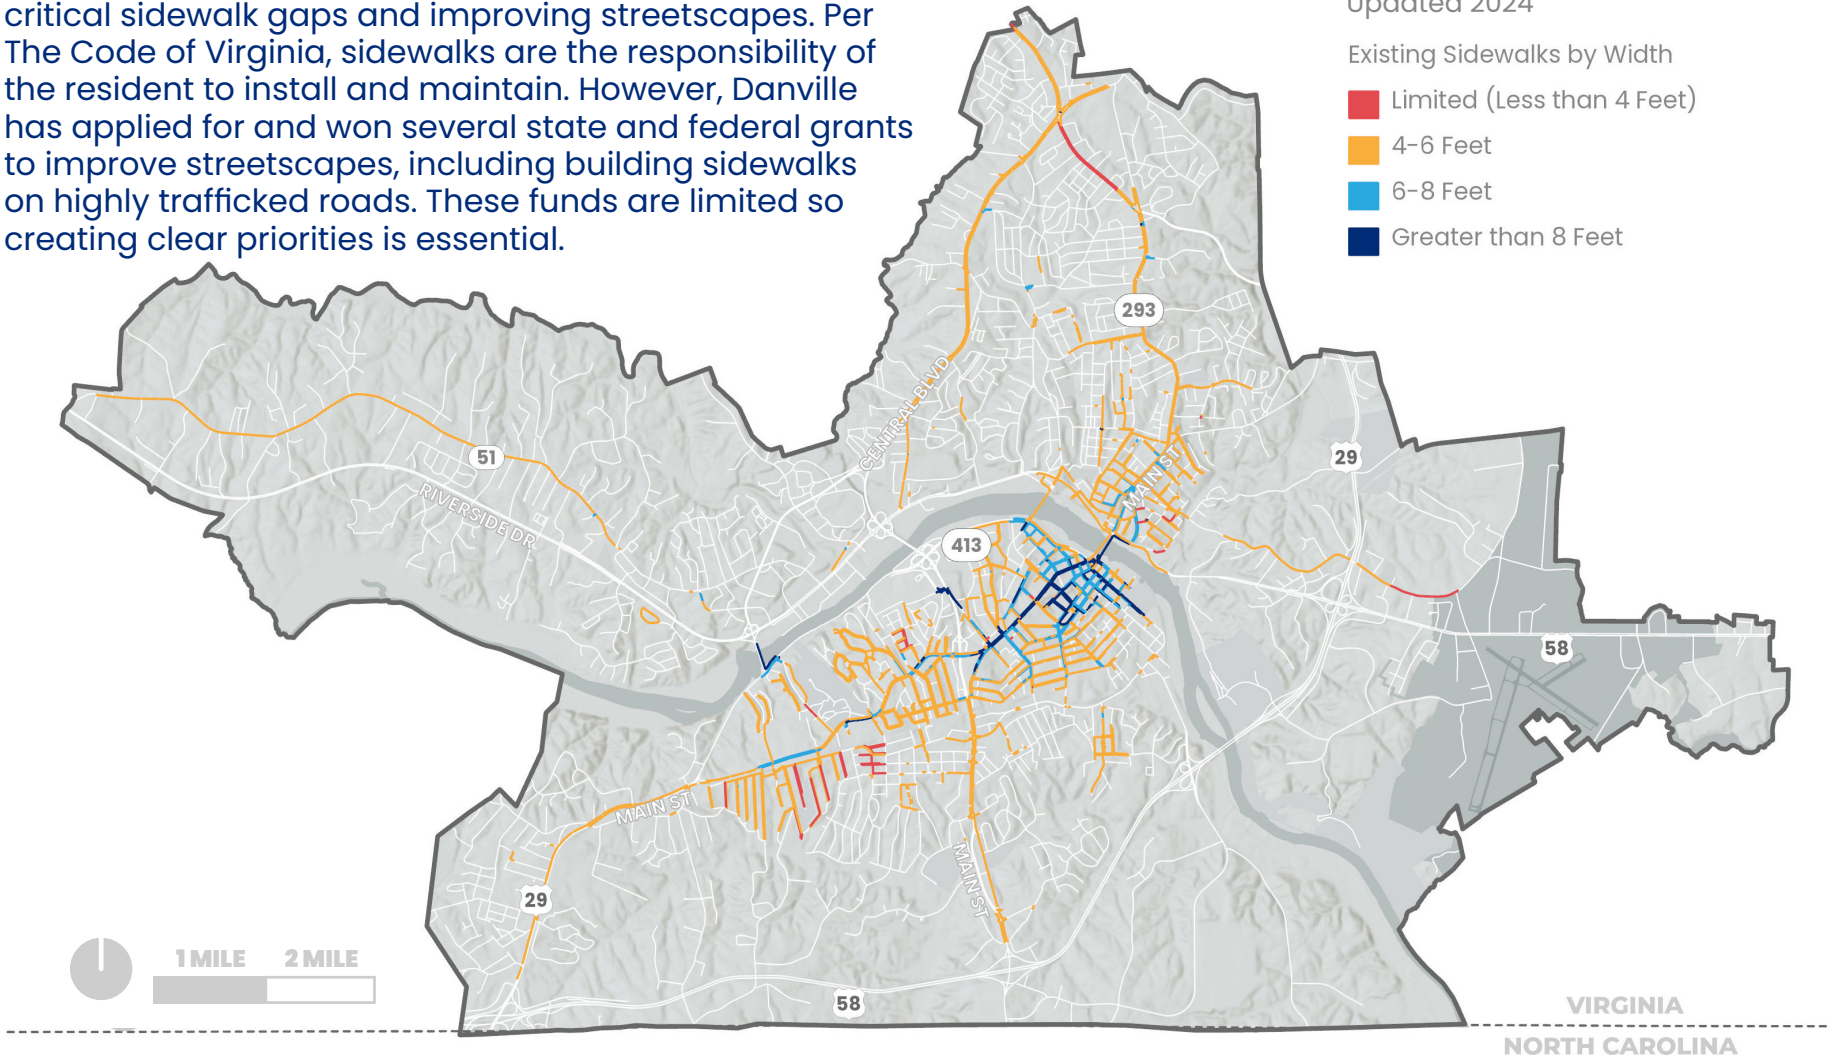 critical sidewalk gaps and improving streetscapes. Per
The Code of Virginia, sidewalks are the responsibility of
the resident to install and maintain. However, Danville
has applied for and won several state and federal grants
to improve streetscapes, including building sidewalks
on highly trafficked roads. These funds are limited so
creating clear priorities is essential.
Updated 2024
Existing Sidewalks by Width
Limited (Less than 4 Feet)
4-6 Feet
6-8 Feet
Greater than 8 Feet
293
CENTRAL BLVD
51
RIVERSIDE DR
29
MAIN ST
413
58
MAIN ST
MAIN ST
29
1 MILE 2 MILE
58
VIRGINIA
NORTH CAROLINA